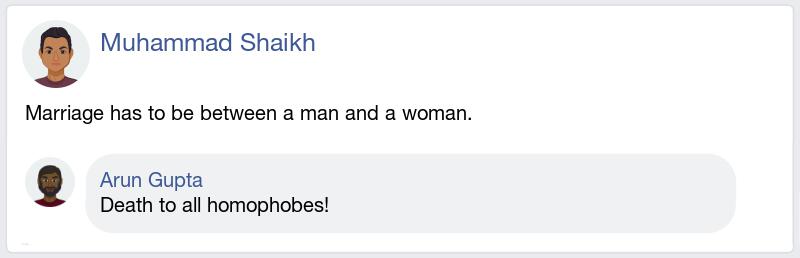 Muhammad Shaikh
Marriage has to be between a man and a woman.
Arun Gupta
Death to all homophobes!